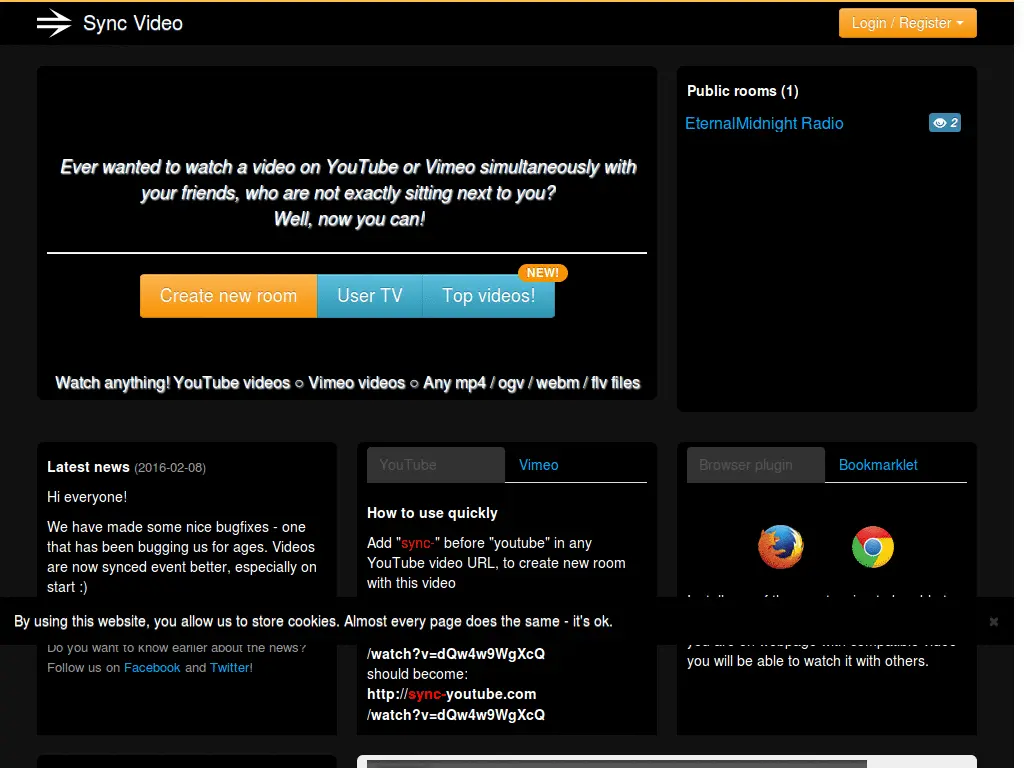 Sync Video
Login / Register
Ever wanted to watch a video on YouTube or Vimeo simultaneously with
your friends, who are not exactly sitting next to you?
Well, now you can!
NEW!
Create new room
User TV
Top videos!
Watch anything! YouTube videos ○ Vimeo videos ○ Any mp4 / ogv / webm / flv files
Public rooms (1)
EternalMidnight Radio
2
Latest news (2016-02-08)
Hi everyone!
We have made some nice bugfixes - one
that has been bugging us for ages. Videos
are now synced event better, especially on
start :)
Do you want to know earlier about the news?
Follow us on Facebook and Twitter!
YouTube
Vimeo
How to use quickly
Add "sync-" before "youtube" in any
YouTube video URL, to create new room
with this video
/watch?v=dQw4w9WgXcQ
should become:
http://sync-youtube.com
/watch?v=dQw4w9WgXcQ
Browser plugin
Bookmarklet
you are on webpage with compatible video
you will be able to watch it with others.
By using this website, you allow us to store cookies. Almost every page does the same - it's ok.
×